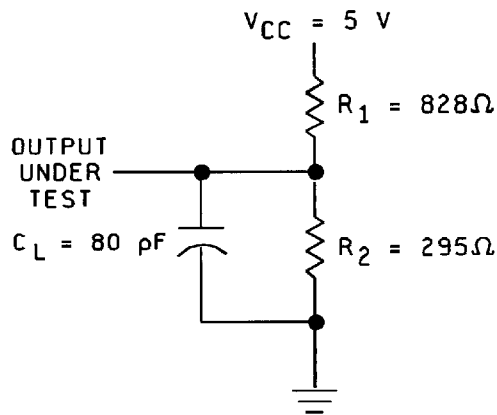 V_CC = 5 V
R_1 = 828Ω
OUTPUT
UNDER
TEST
C_L = 80 pF
R_2 = 295Ω